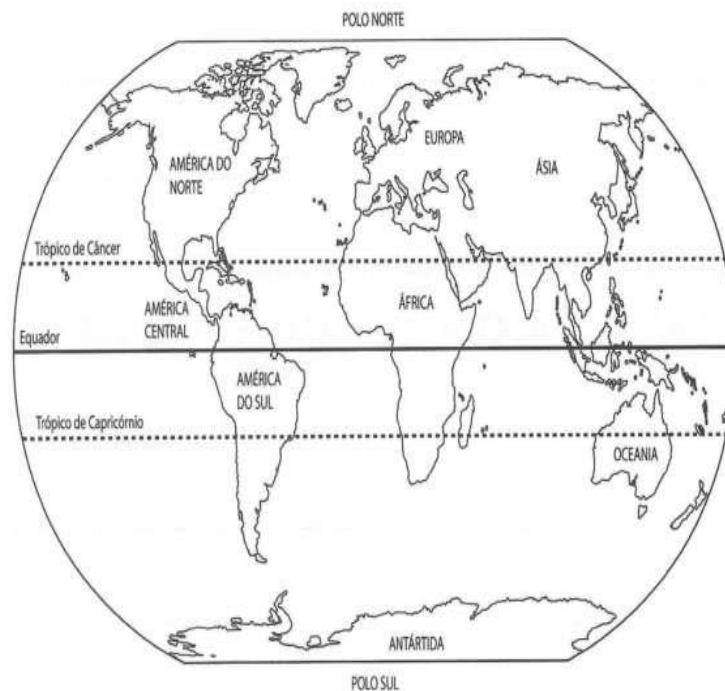 POLO NORTE
EUROPA
AMÉRICA DO
NORTE
ÁSIA
Trópico de Câncer
AMÉRICA
CENTRAL
ÁFRICA
Equador
AMÉRICA
DO SUL
Trópico de Capricórnio
OCEANIA
ANTÁRTIDA
POLO SUL